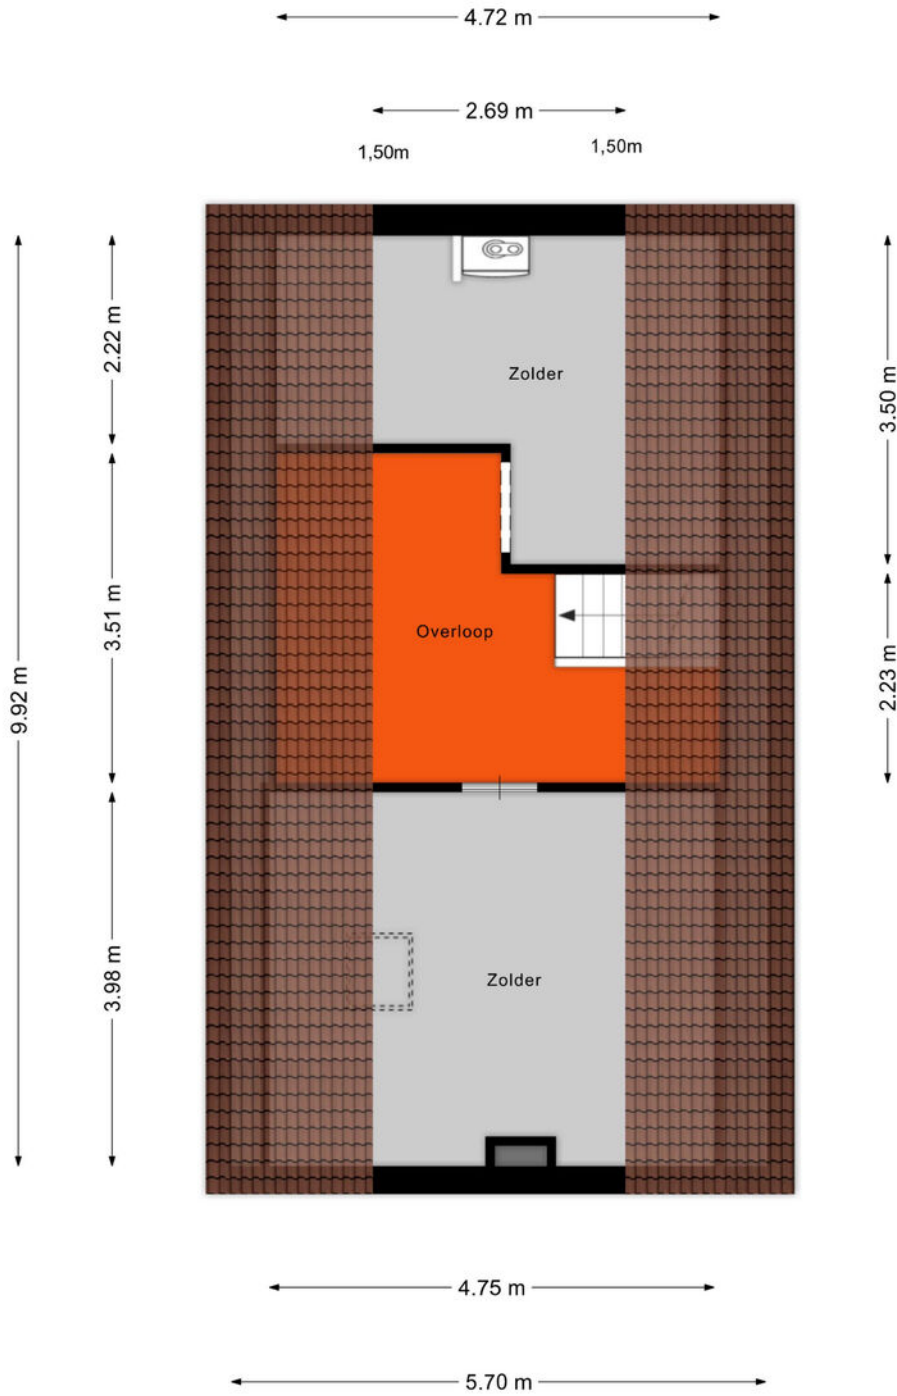 4.72 m
2.69 m
1,50m
1,50m
2.22 m
3.50 m
Zolder
3.51 m
Overloop
2.23 m
9.92 m
3.98 m
Zolder
4.75 m
5.70 m